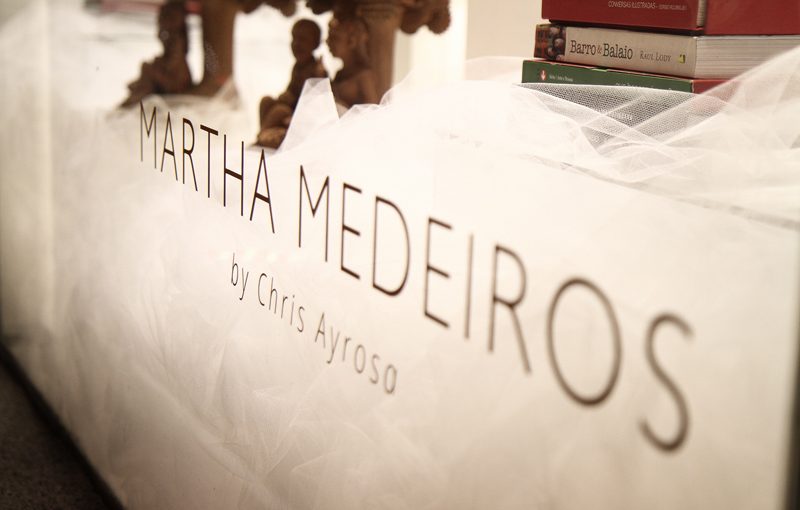 CONVERSAS ILUSTRADAS
Barro & Balaio RAUL LODY
MARTHA MEDEIROS
by Chris Ayrosa